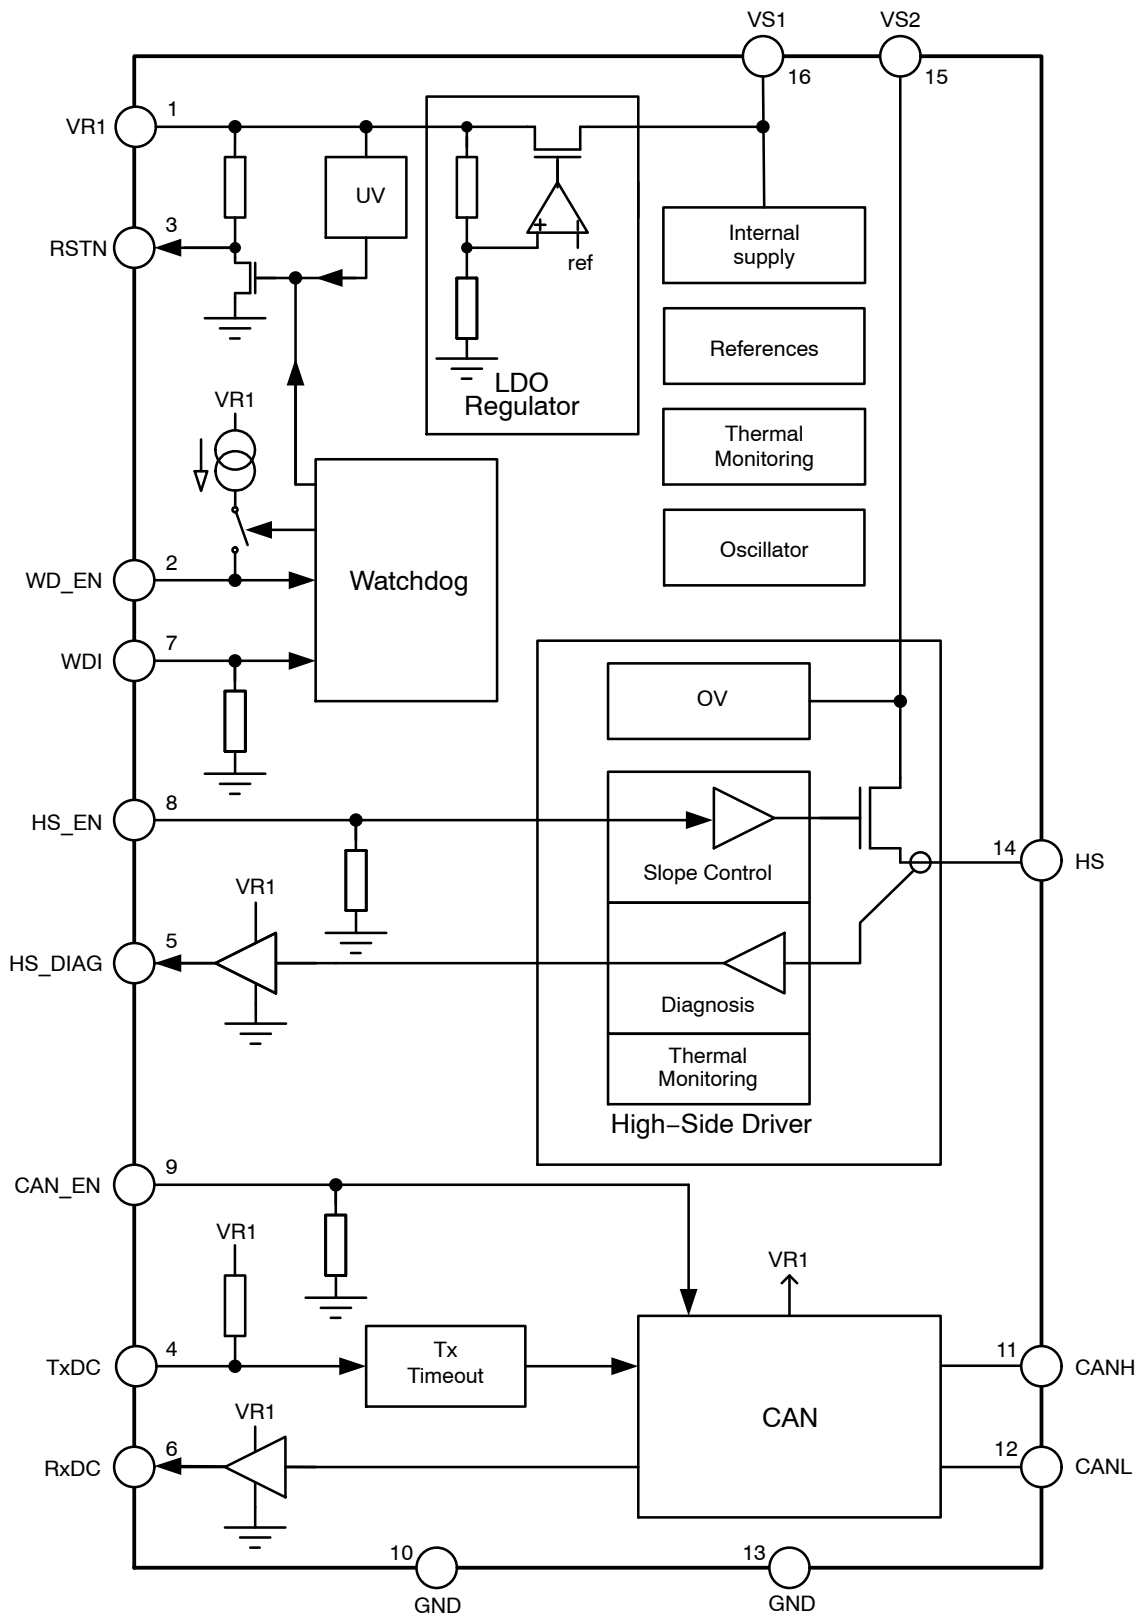 VS1
VS2
16
15
VR1
1
UV
RSTN
3
+
ref
Internal
supply
References
LDO
Regulator
VR1
Thermal
Monitoring
Oscillator
WD_EN
2
Watchdog
WDI
7
OV
HS_EN
8
Slope Control
14
HS
VR1
HS_DIAG
5
Diagnosis
Thermal
Monitoring
High−Side Driver
CAN_EN
9
VR1
VR1
TxDC
4
Tx
Timeout
11
CANH
CAN
VR1
RxDC
6
12
CANL
10
GND
13
GND